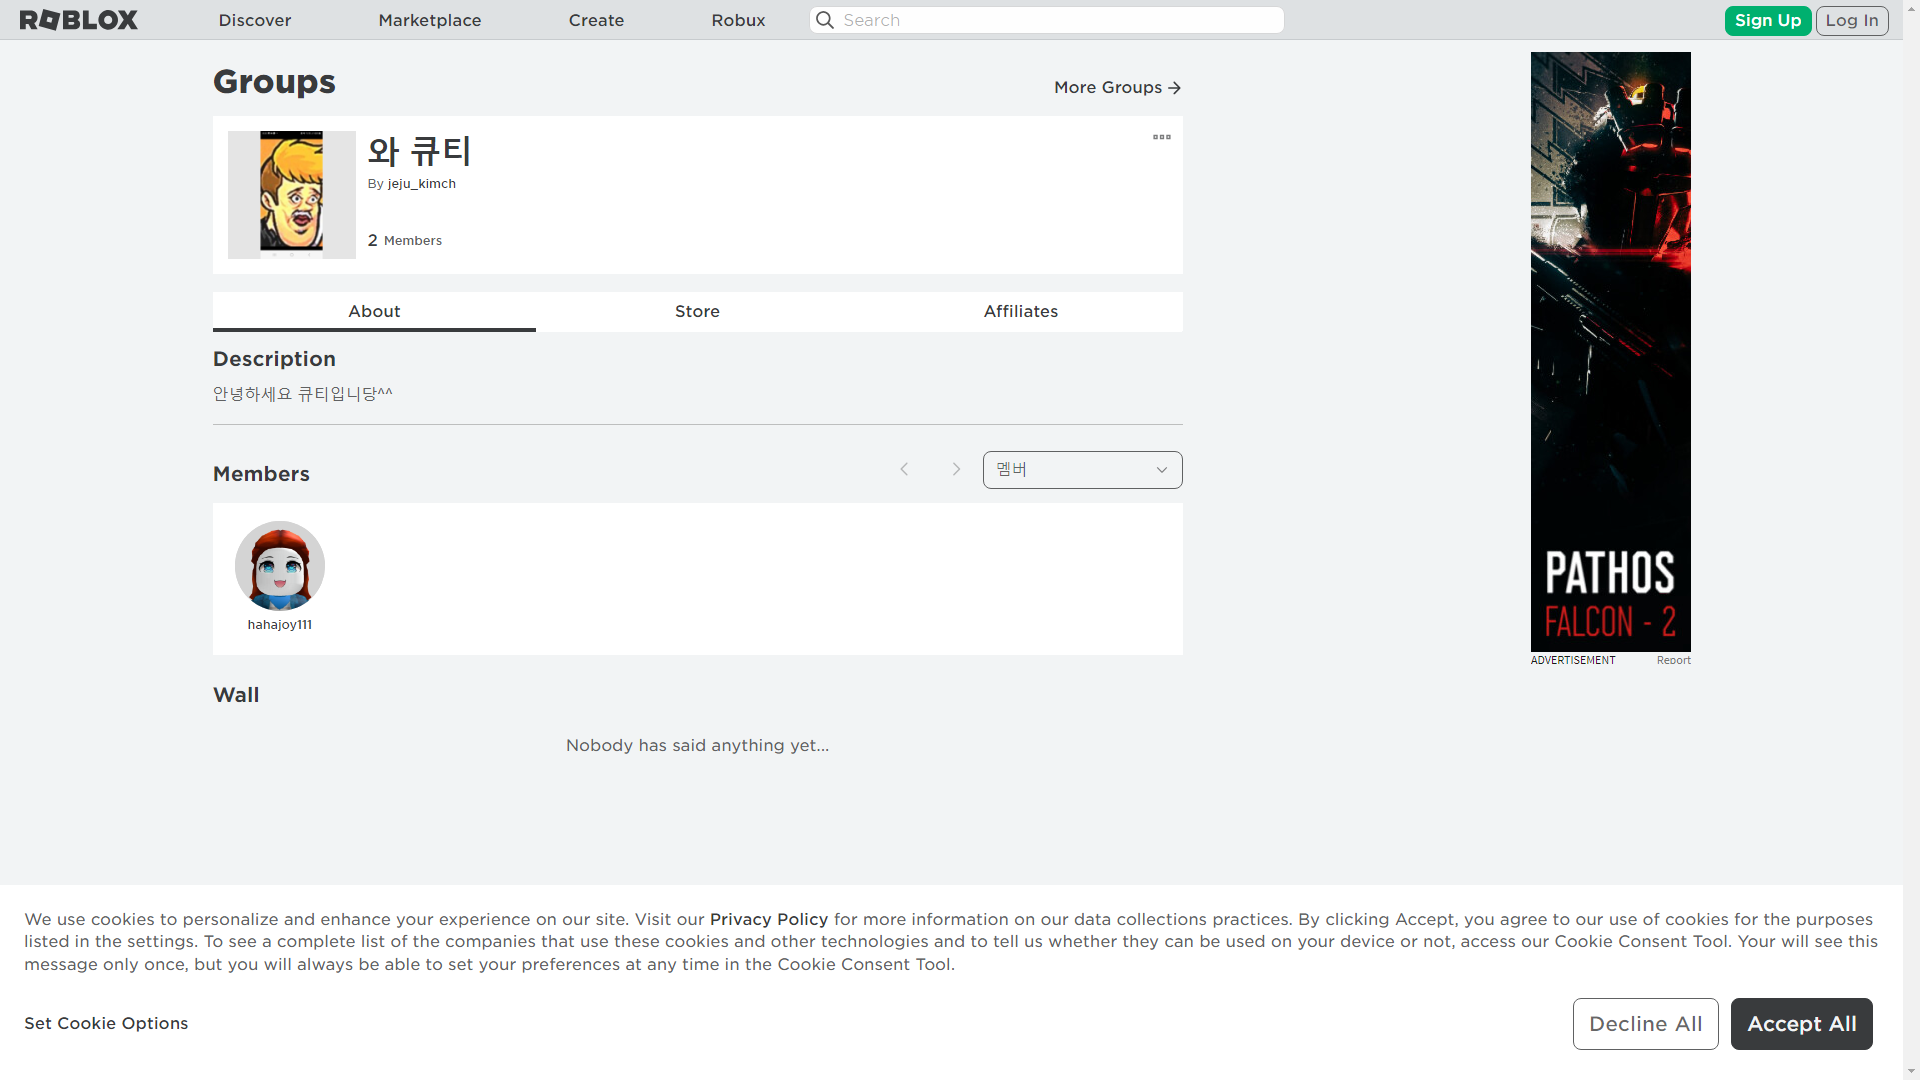 ROBLOX Discover Marketplace Create Robux Search Sign Up Log In
Groups
More Groups
와 큐티
By jeju_kimch
2 Members
About Store Affiliates
Description
안녕하세요 큐티입니당^^
Members
멤버
hahajoy111
Wall
Nobody has said anything yet...
PATHOS
FALCON - 2
ADVERTISEMENT Report
We use cookies to personalize and enhance your experience on our site. Visit our Privacy Policy for more information on our data collections practices. By clicking Accept, you agree to our use of cookies for the purposes
listed in the settings. To see a complete list of the companies that use these cookies and other technologies and to tell us whether they can be used on your device or not, access our Cookie Consent Tool. Your will see this
message only once, but you will always be able to set your preferences at any time in the Cookie Consent Tool.
Set Cookie Options
Decline All
Accept All